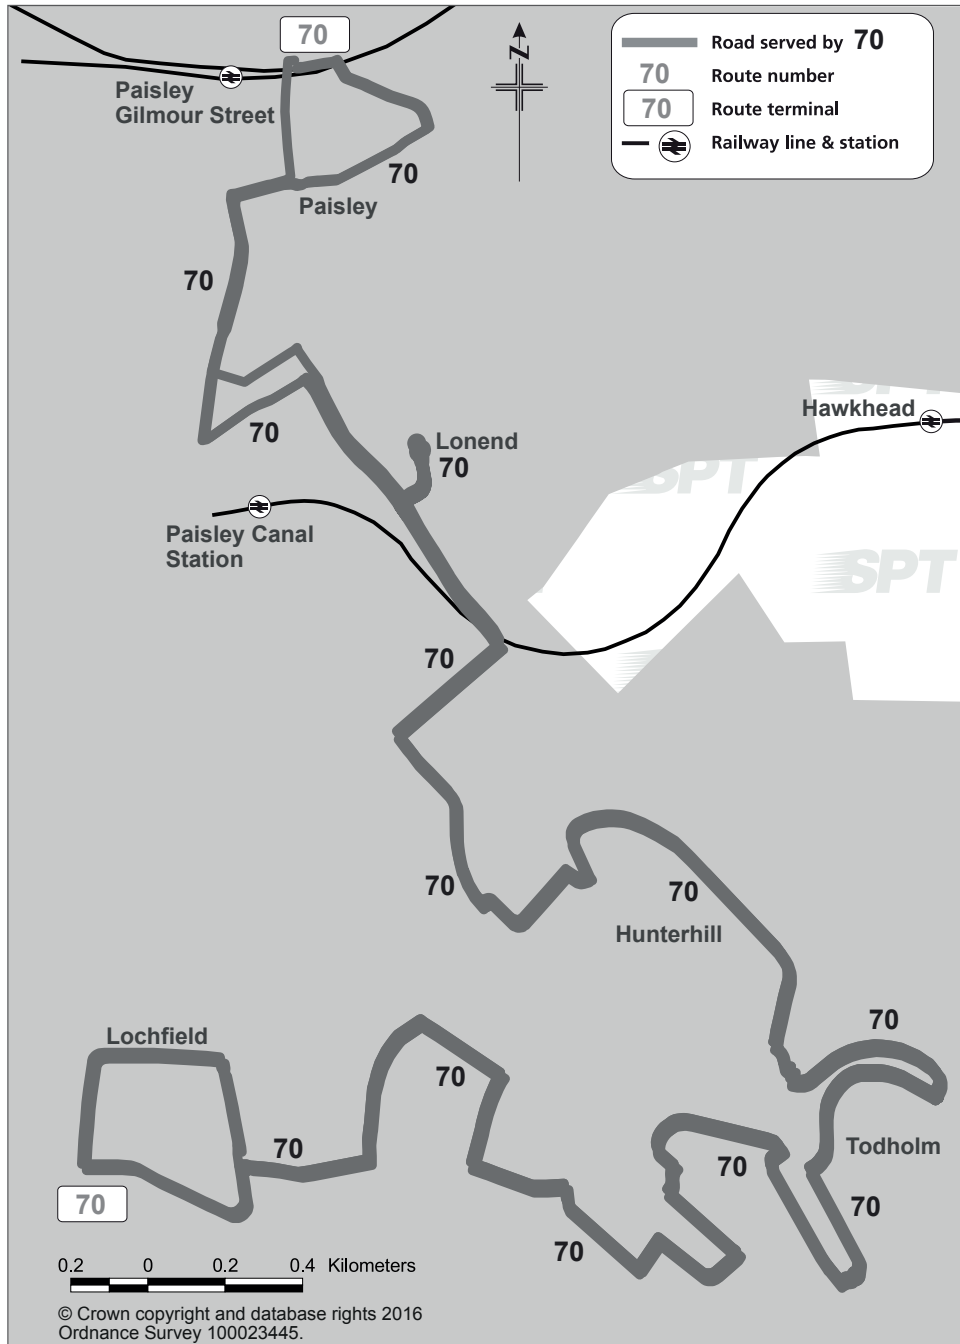 70
Road served by 70
70 Route number
70 Route terminal
Railway line & station
N
Paisley
Gilmour Street
70
Paisley
70
Hawkhead
70
Lonend
70
SPT
Paisley Canal
Station
SPT
70
70
70
Hunterhill
70
Lochfield
70
70
Todholm
70
70
70
70
0.2 0 0.2 0.4 Kilometers
© Crown copyright and database rights 2016
Ordnance Survey 100023445.